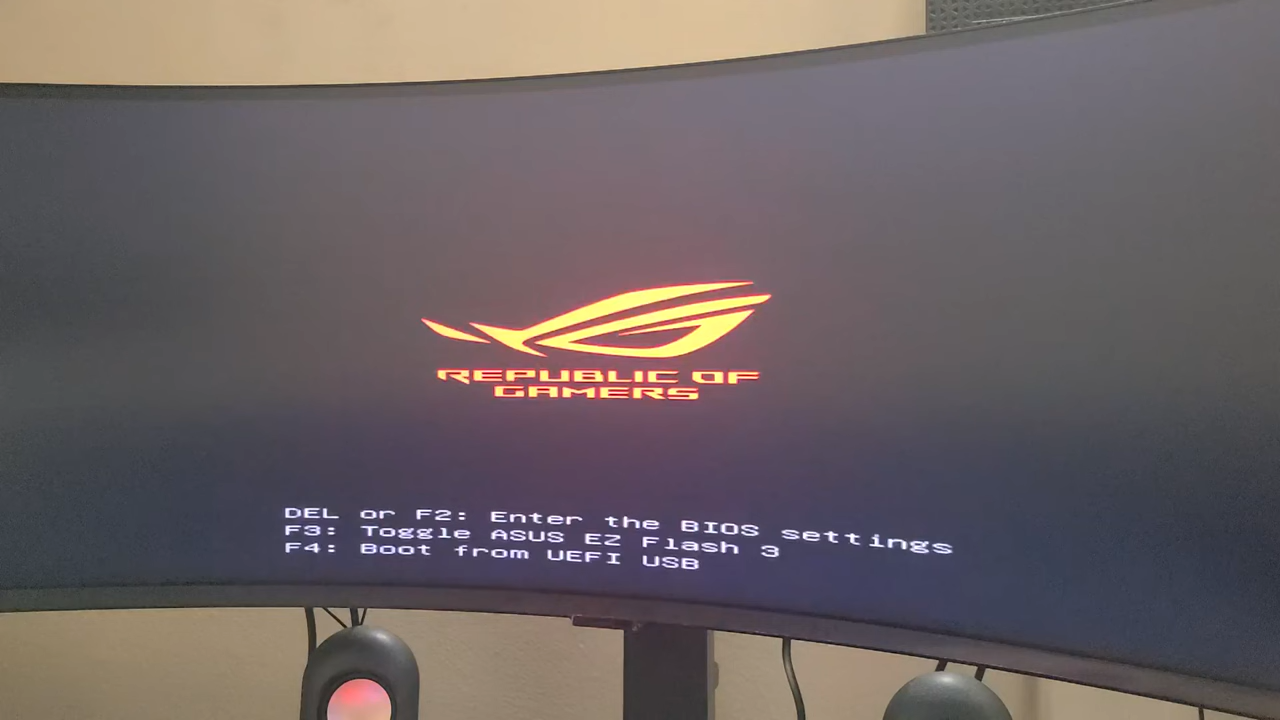 REPUBLIC OF
GAMERS
DEL or F2: Enter the BIOS settings
F3: Toggle ASUS EZ Flash 3
F4: Boot from UEFI USB